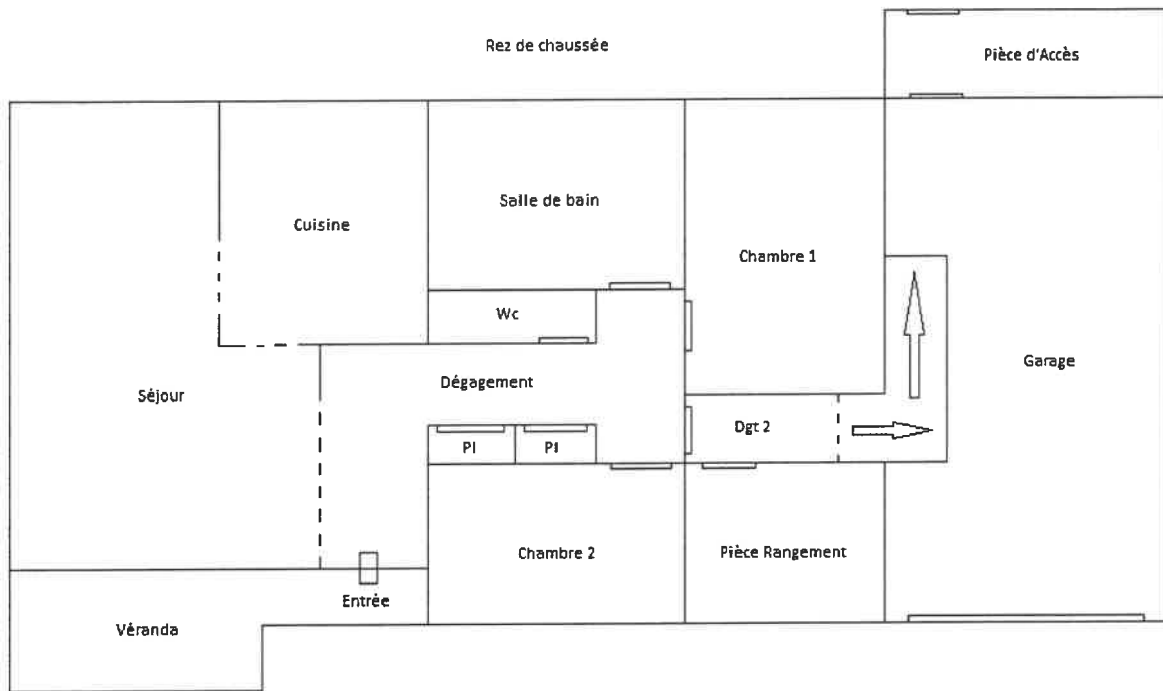 Rez de chaussée
Pièce d'Accès
Salle de bain
Cuisine
Chambre 1
Wc
Garage
Dégagement
Séjour
Dgt 2
Pl
Pl
Chambre 2
Pièce Rangement
Entrée
Véranda